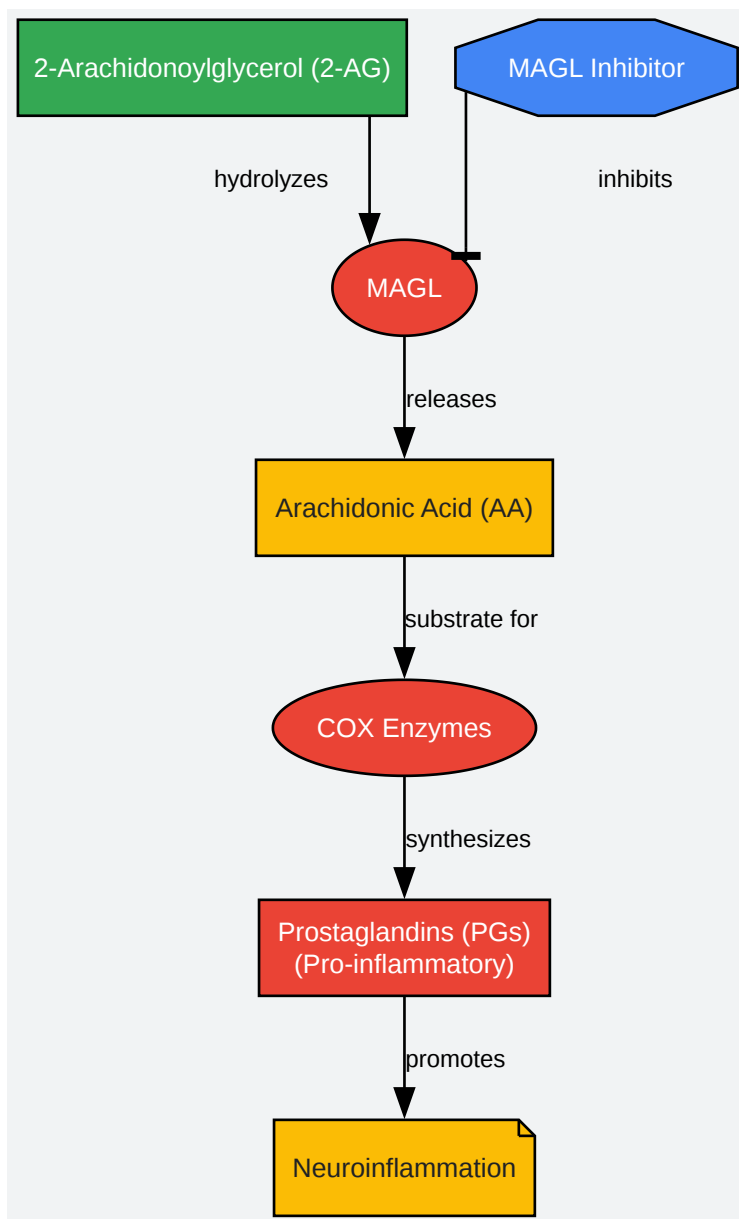 2-Arachidonoylglycerol (2-AG)
MAGL Inhibitor
hydrolyzes
inhibits
MAGL
releases
Arachidonic Acid (AA)
substrate for
COX Enzymes
synthesizes
Prostaglandins (PGs)
(Pro-inflammatory)
promotes
Neuroinflammation